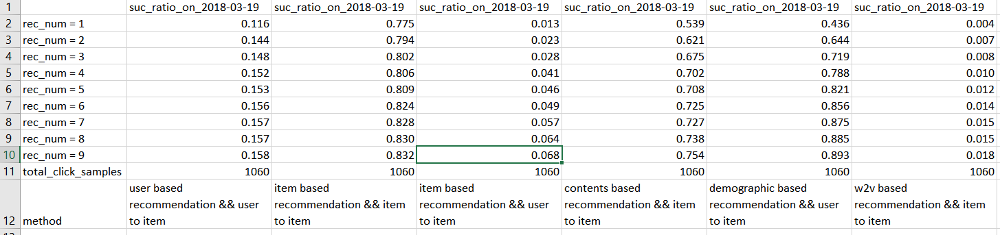 1 suc_ratio_on_2018-03-19 suc_ratio_on_2018-03-19 suc_ratio_on_2018-03-19 suc_ratio_on_2018-03-19 suc_ratio_on_2018-03-19 suc_ratio_on_2018-03-19
2 rec_num = 1 0.116 0.775 0.013 0.539 0.436 0.004
3 rec_num = 2 0.144 0.794 0.023 0.621 0.644 0.007
4 rec_num = 3 0.148 0.802 0.028 0.675 0.719 0.008
5 rec_num = 4 0.152 0.806 0.041 0.702 0.788 0.010
6 rec_num = 5 0.153 0.809 0.046 0.708 0.821 0.012
7 rec_num = 6 0.156 0.824 0.049 0.725 0.856 0.014
8 rec_num = 7 0.157 0.828 0.057 0.727 0.875 0.015
9 rec_num = 8 0.157 0.830 0.064 0.738 0.885 0.015
10 rec_num = 9 0.158 0.832 0.068 0.754 0.893 0.018
11 total_click_samples 1060 1060 1060 1060 1060 1060
user based item based item based contents based demographic based w2v based
recommendation && user recommendation && item recommendation && user recommendation && item recommendation && user recommendation && item
12 method to item to item to item to item to item to item